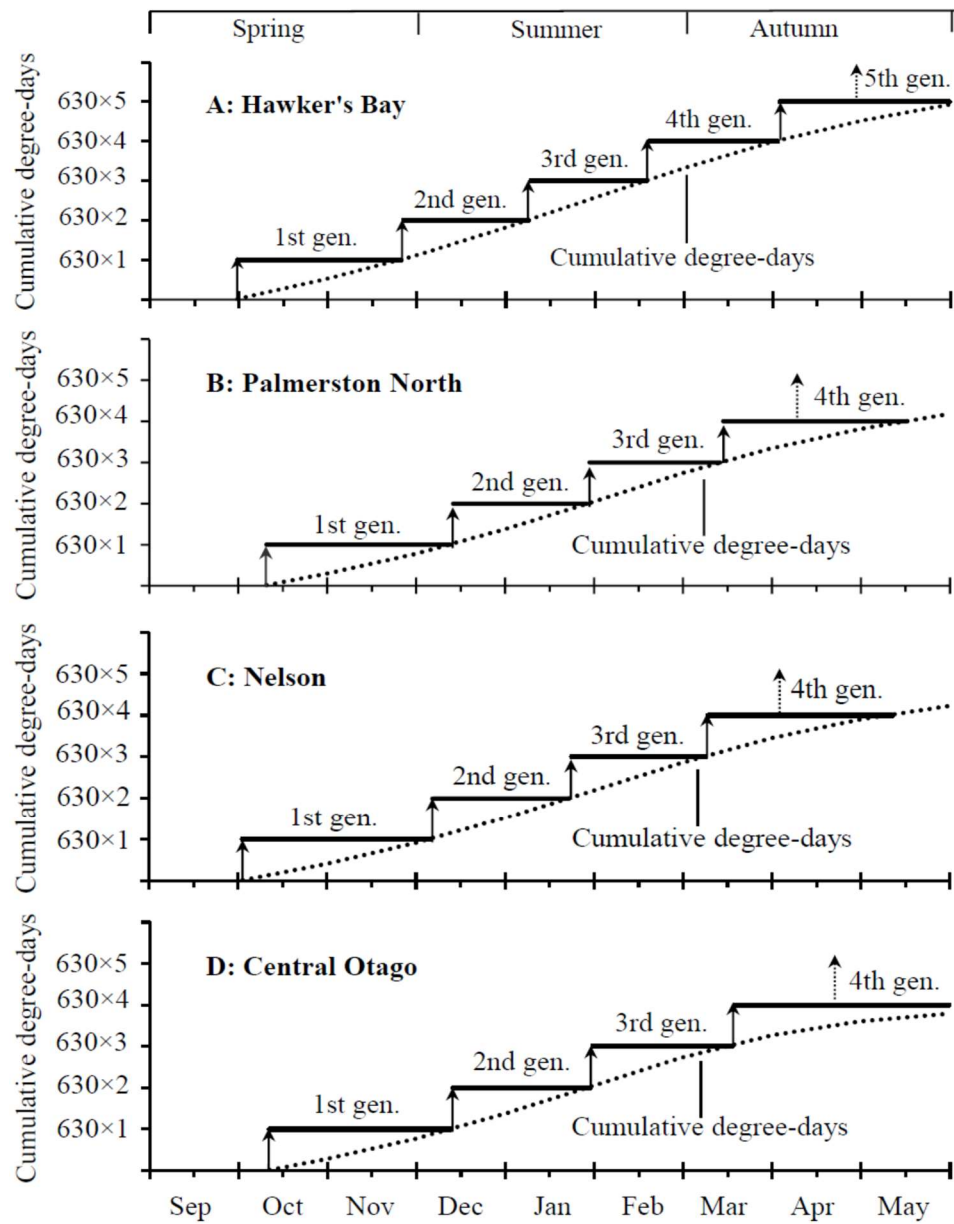 Spring Summer Autumn
Cumulative degree-days
A: Hawker's Bay
630×5
630×4
630×3
630×2
630×1
1st gen.
2nd gen.
3rd gen.
4th gen.
5th gen.
Cumulative degree-days
Cumulative degree-days
B: Palmerston North
630×5
630×4
630×3
630×2
630×1
1st gen.
2nd gen.
3rd gen.
4th gen.
Cumulative degree-days
Cumulative degree-days
C: Nelson
630×5
630×4
630×3
630×2
630×1
1st gen.
2nd gen.
3rd gen.
4th gen.
Cumulative degree-days
Cumulative degree-days
D: Central Otago
630×5
630×4
630×3
630×2
630×1
1st gen.
2nd gen.
3rd gen.
4th gen.
Cumulative degree-days
Sep Oct Nov Dec Jan Feb Mar Apr May